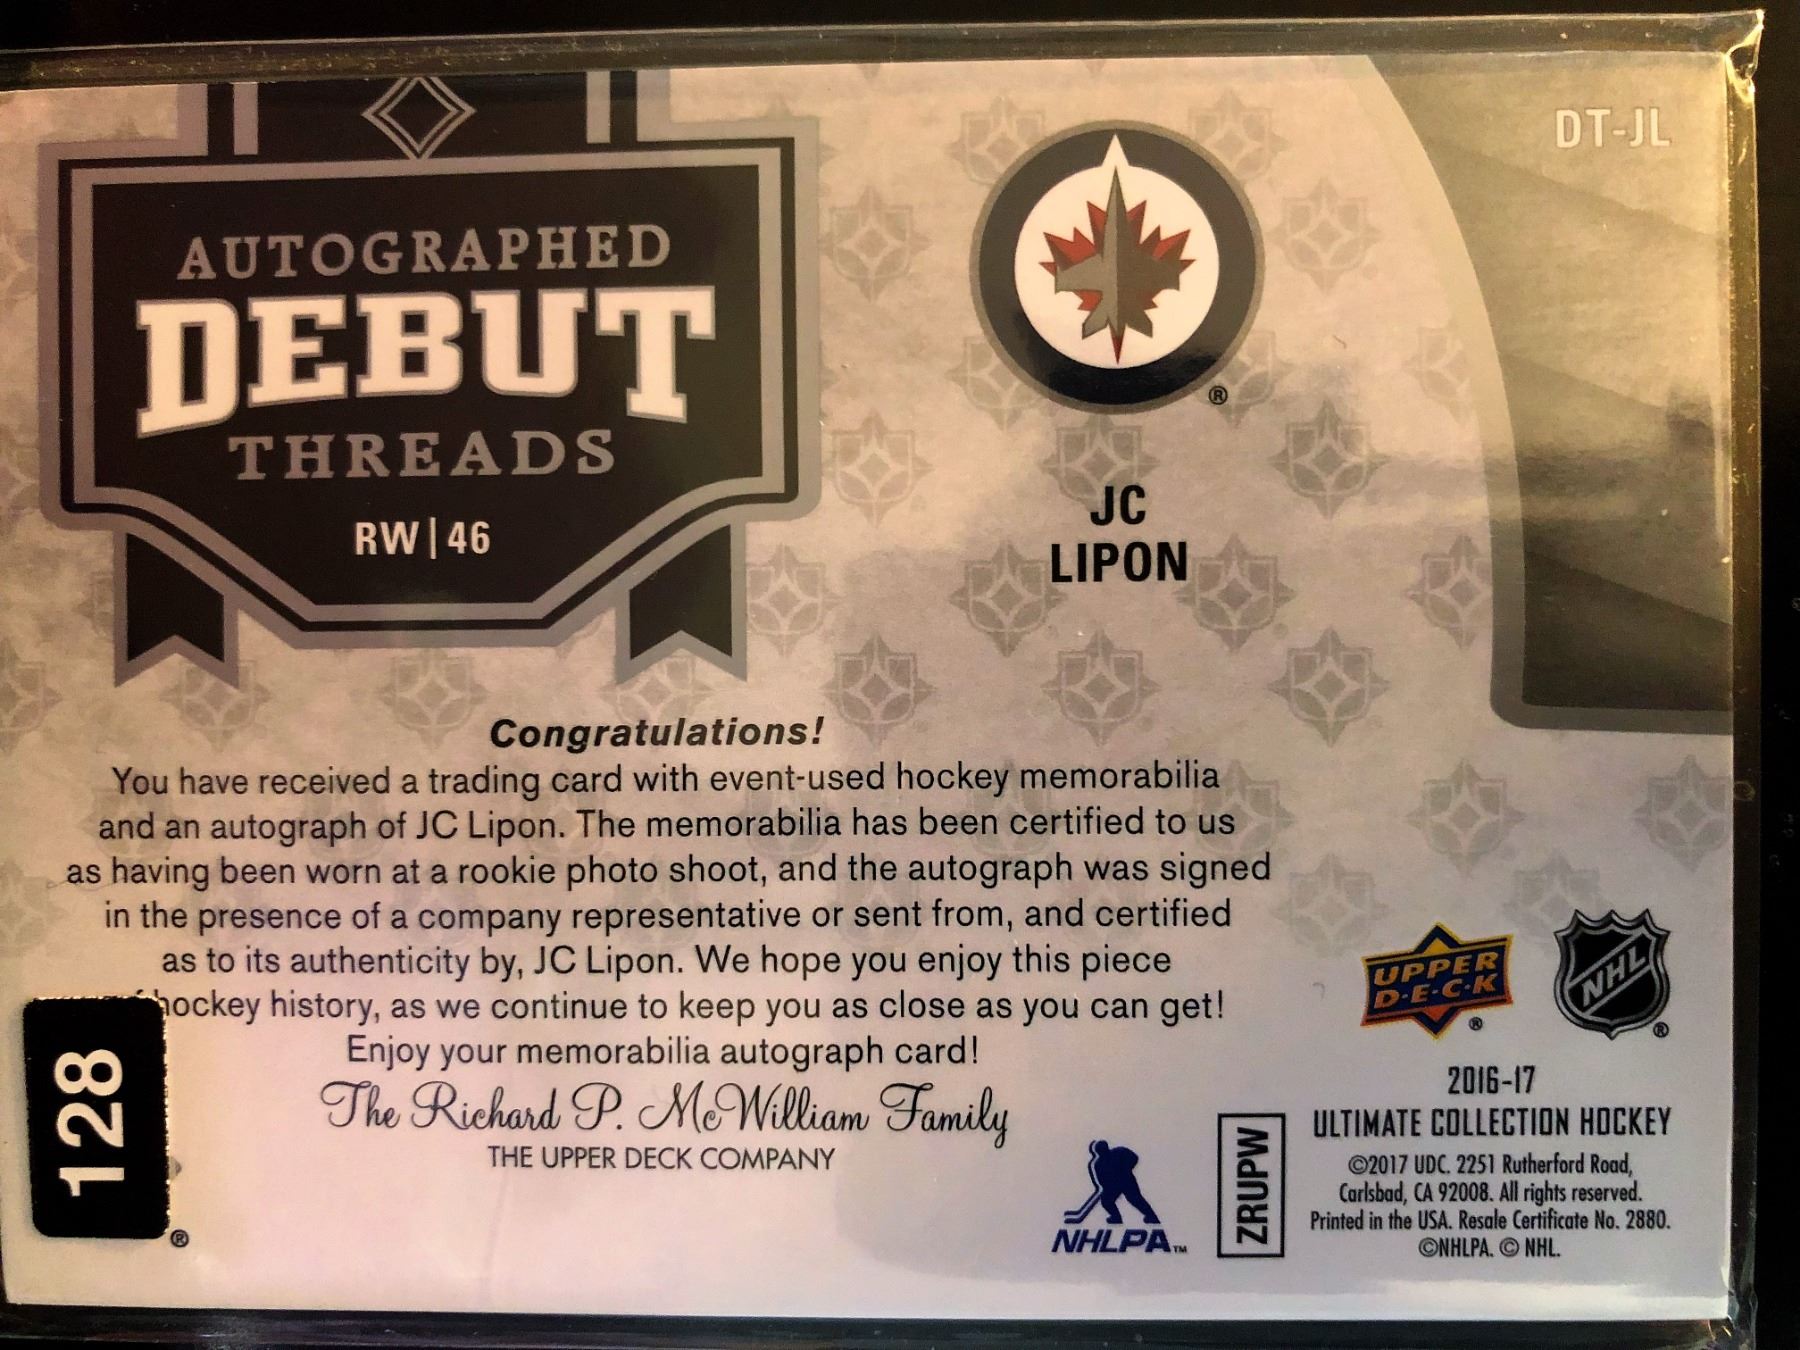 DT-JL
AUTOGRAPHED
DEBUT
THREADS
RW|46
®
JC
LIPON
Congratulations!
You have received a trading card with event-used hockey memorabilia
and an autograph of JC Lipon. The memorabilia has been certified to us
as having been worn at a rookie photo shoot, and the autograph was signed
in the presence of a company representative or sent from, and certified
as to its authenticity by, JC Lipon. We hope you enjoy this piece
hockey history, as we continue to keep you as close as you can get!
Enjoy your memorabilia autograph card!
The Richard P. McWilliam Family
THE UPPER DECK COMPANY
128
®
UPPER
D·E·C·K
®
NHL
®
NHLPA™
ZRUPW
2016-17
ULTIMATE COLLECTION HOCKEY
©2017 UDC. 2251 Rutherford Road,
Carlsbad, CA 92008. All rights reserved.
Printed in the USA. Resale Certificate No. 2880.
©NHLPA. © NHL.